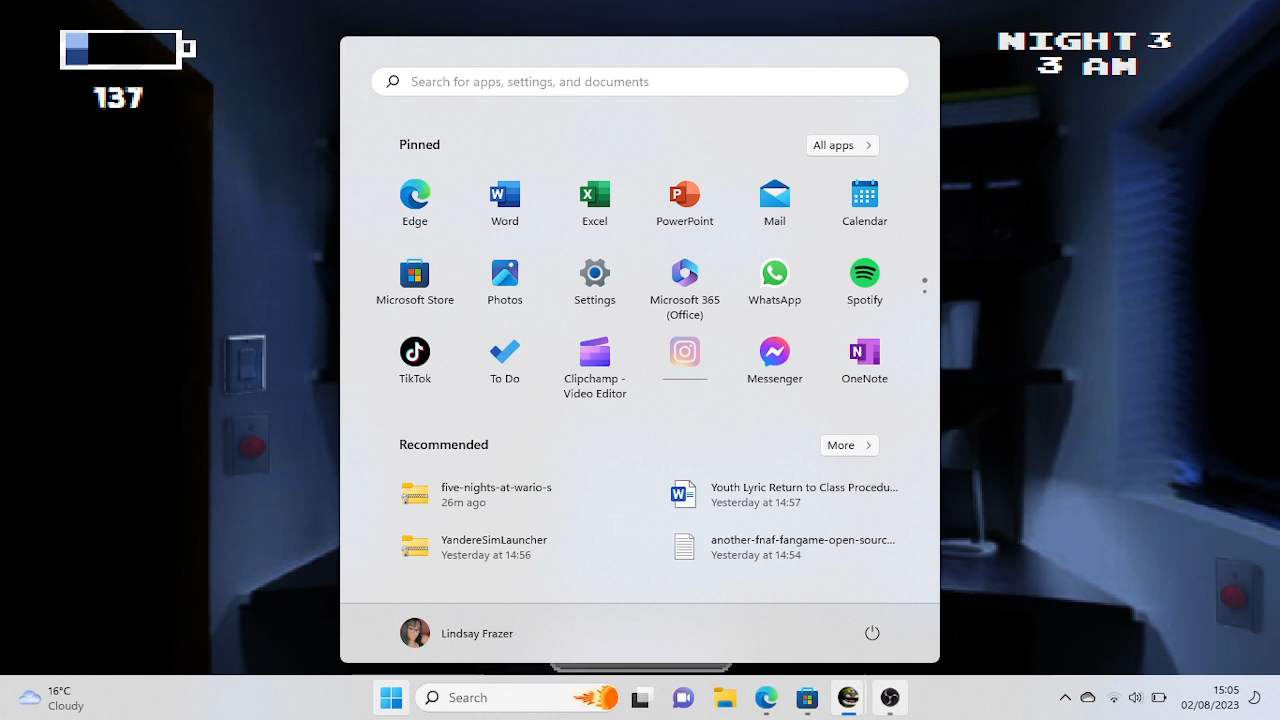 137
NIGHT 3
3 AM
Search for apps, settings, and documents
Pinned
All apps
Edge
Word
Excel
PowerPoint
Mail
Calendar
Microsoft Store
Photos
Settings
Microsoft 365
(Office)
WhatsApp
Spotify
TikTok
To Do
Clipchamp -
Video Editor
Messenger
OneNote
Recommended
More
five-nights-at-wario-s
26m ago
Youth Lyric Return to Class Procedu...
Yesterday at 14:57
YandereSimLauncher
Yesterday at 14:56
another-fnaf-fangame-open-sourc...
Yesterday at 14:54
Lindsay Frazer
16°C
Cloudy
Search
15:05
02/08/2023